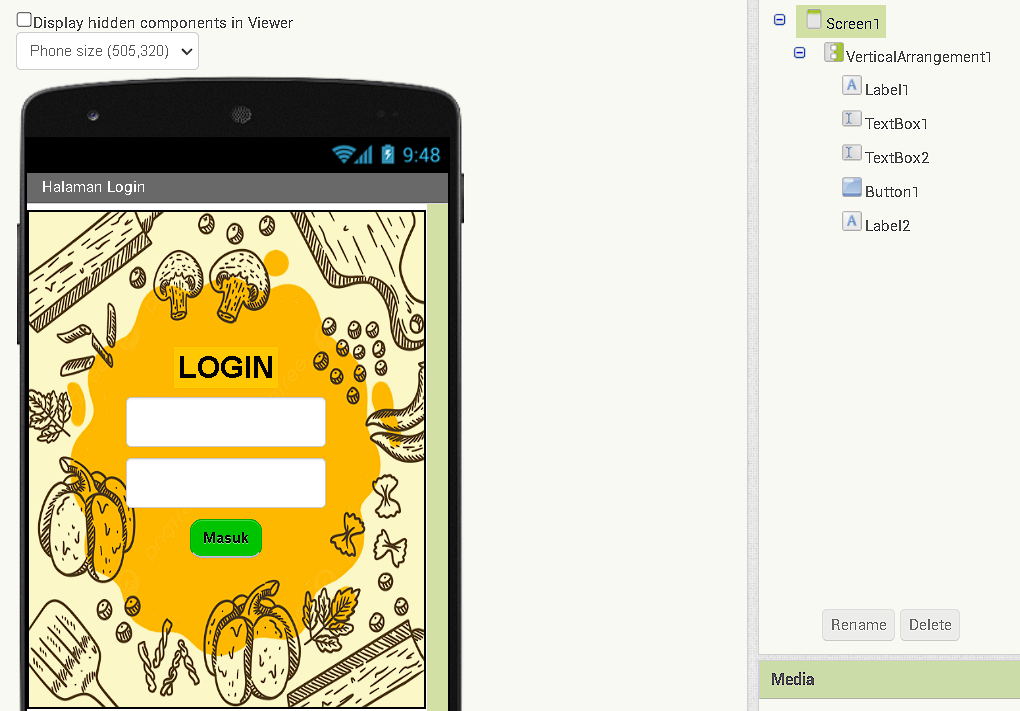 Display hidden components in Viewer
Phone size (505,320)
9:48
Halaman Login
LOGIN
Masuk
Screen1
VerticalArrangement1
A Label1
TextBox1
TextBox2
Button1
A Label2
Rename
Delete
Media